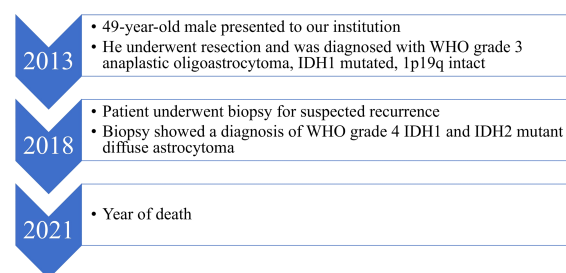 2013
• 49-year-old male presented to our institution
• He underwent resection and was diagnosed with WHO grade 3
anaplastic oligoastrocytoma, IDH1 mutated, 1p19q intact
2018
• Patient underwent biopsy for suspected recurrence
• Biopsy showed a diagnosis of WHO grade 4 IDH1 and IDH2 mutant
diffuse astrocytoma
2021
• Year of death